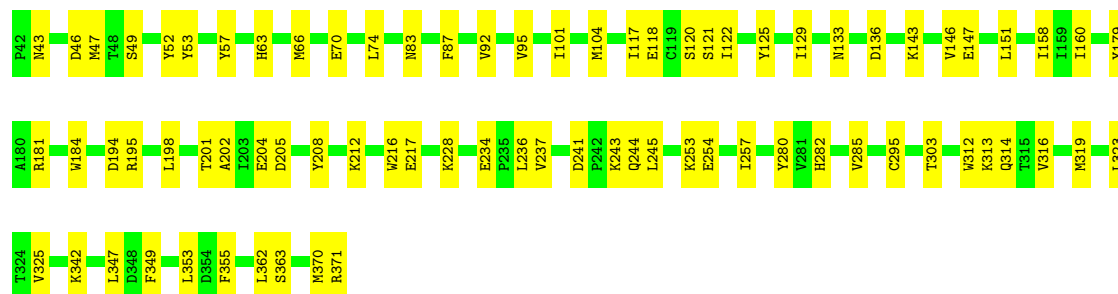 P42 N43 D46 M47 T48 S49 Y52 Y53 Y57 H63 M66 E70 L74 N83 F87 V92 V95 I101 M104 I117 E118 C119 S120 S121 I122 Y125 I129 N133 D136 K143 V146 E147 L151 I158 I159 I160
A180 R181 W184 D194 R195 L198 T201 A202 I203 E204 D205 Y208 K212 W216 E217 K228 E234 P235 L236 V237 D241 P242 K243 Q244 L245 K253 E254 I257 Y280 V281 H282 V285 C295 T303 W312 K313 Q314 T315 V316 M319
T324 V325 K342 L347 D348 F349 L353 D354 F355 L362 S363 M370 R371